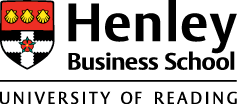 Henley
Business School
UNIVERSITY OF READING